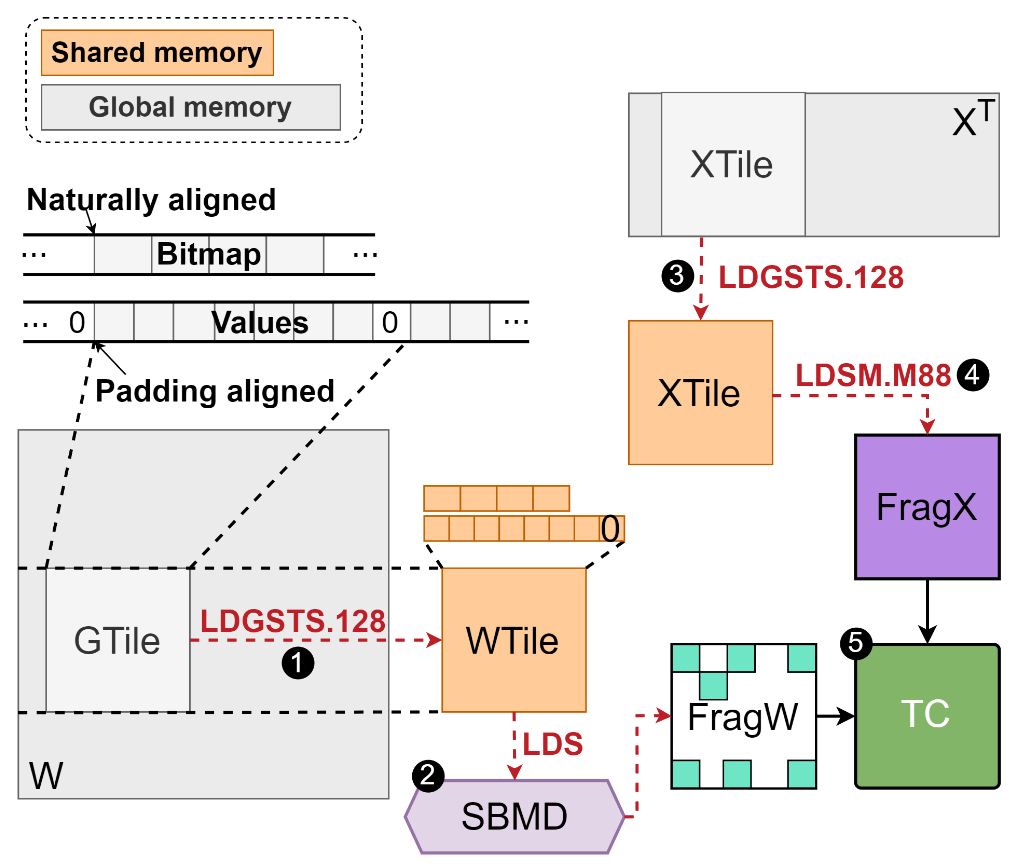 Shared memory
Global memory
Naturally aligned
... Bitmap ...
... 0 Values 0 ...
Padding aligned
XTile
X^T
3 LDGSTS.128
XTile
LDSM.M88 4
FragX
0
GTile
LDGSTS.128
1
WTile
W
LDS
2 SBMD
FragW
5 TC